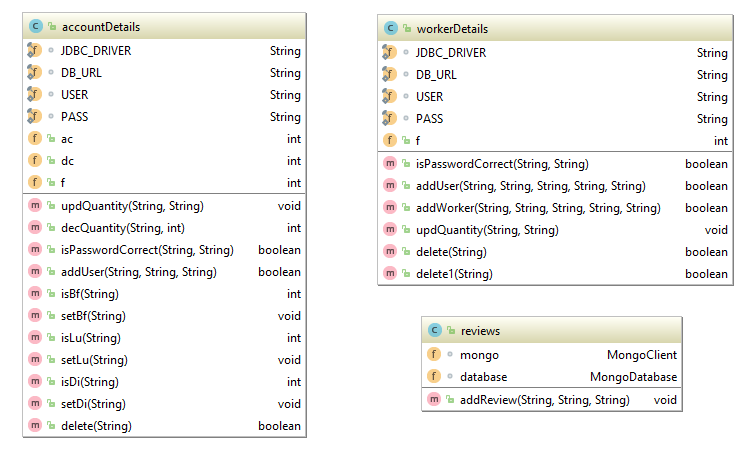 accountDetails
JDBC_DRIVER String
DB_URL String
USER String
PASS String
ac int
dc int
f int
updQuantity(String, String) void
decQuantity(String, int) int
isPasswordCorrect(String, String) boolean
addUser(String, String, String) boolean
isBf(String) int
setBf(String) void
isLu(String) int
setLu(String) void
isDi(String) int
setDi(String) void
delete(String) boolean
workerDetails
JDBC_DRIVER String
DB_URL String
USER String
PASS String
f int
isPasswordCorrect(String, String) boolean
addUser(String, String, String, String, String) boolean
addWorker(String, String, String, String, String) boolean
updQuantity(String, String) void
delete(String) boolean
delete1(String) boolean
reviews
mongo MongoClient
database MongoDatabase
addReview(String, String, String) void